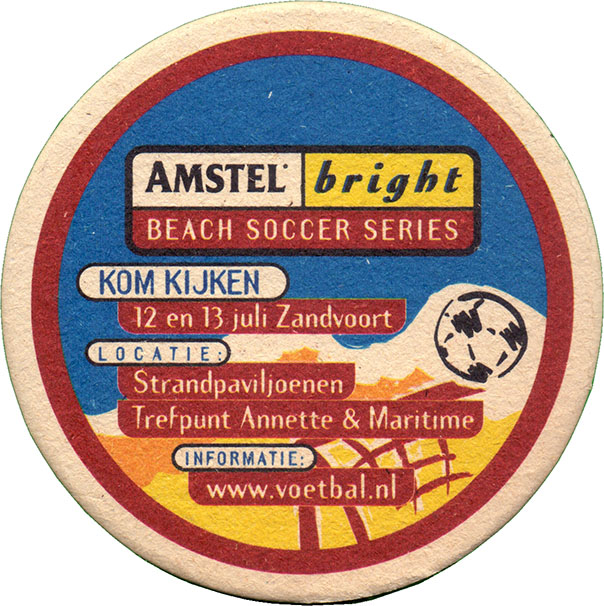 AMSTEL® bright
BEACH SOCCER SERIES
KOM KIJKEN
12 en 13 juli Zandvoort
LOCATIE:
Strandpaviljoenen
Trefpunt Annette & Maritime
INFORMATIE:
www.voetbal.nl